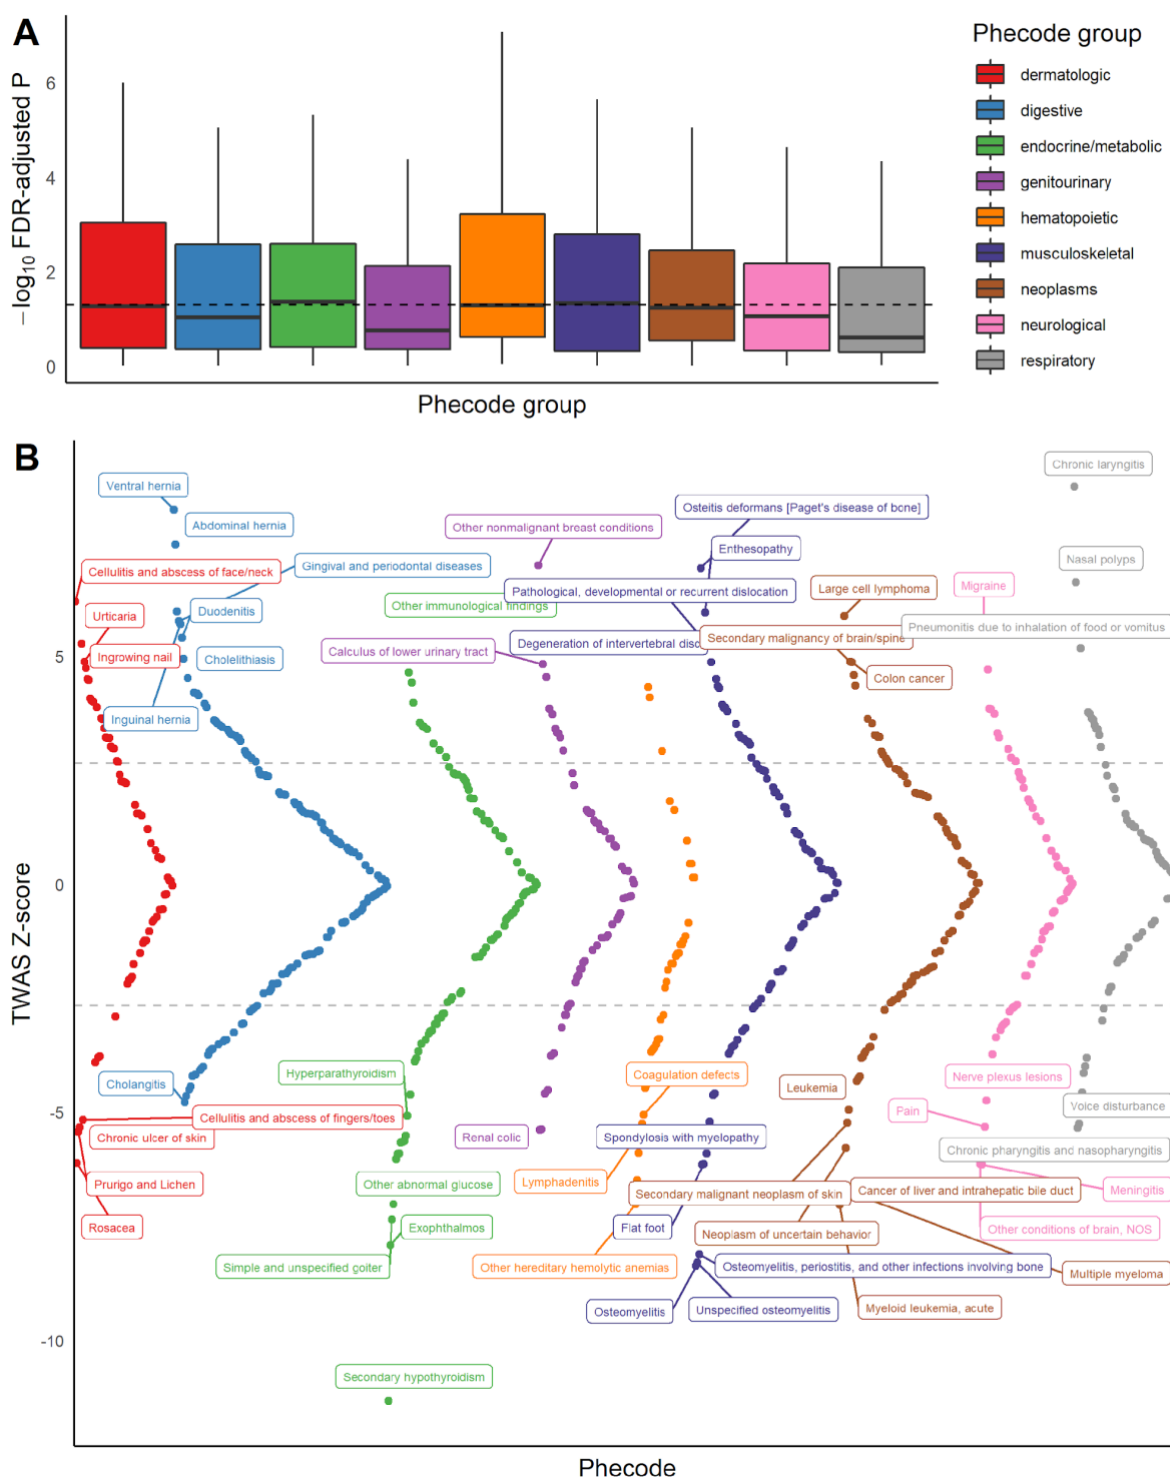 A
6
4
2
0
− log10 FDR-adjusted P
Phecode group
Phecode group
dermatologic
digestive
endocrine/metabolic
genitourinary
hematopoietic
musculoskeletal
neoplasms
neurological
respiratory
B
TWAS Z-score
5
0
-5
-10
Chronic laryngitis
Ventral hernia
Osteitis deformans [Paget's disease of bone]
Abdominal hernia
Other nonmalignant breast conditions
Enthesopathy
Nasal polyps
Gingival and periodontal diseases
Cellulitis and abscess of face/neck
Migraine
Large cell lymphoma
Pathological, developmental or recurrent dislocation
Other immunological findings
Duodenitis
Urticaria
Pneumonitis due to inhalation of food or vomitus
Secondary malignancy of brain/spine
Degeneration of intervertebral disc
Calculus of lower urinary tract
Ingrowing nail
Cholelithiasis
Colon cancer
Inguinal hernia
Hyperparathyroidism
Coagulation defects
Nerve plexus lesions
Cholangitis
Leukemia
Voice disturbance
Pain
Cellulitis and abscess of fingers/toes
Chronic ulcer of skin
Renal colic
Spondylosis with myelopathy
Chronic pharyngitis and nasopharyngitis
Lymphadenitis
Prurigo and Lichen
Other abnormal glucose
Secondary malignant neoplasm of skin
Cancer of liver and intrahepatic bile duct
Meningitis
Rosacea
Exophthalmos
Flat foot
Neoplasm of uncertain behavior
Other conditions of brain, NOS
Simple and unspecified goiter
Other hereditary hemolytic anemias
Osteomyelitis, periostitis, and other infections involving bone
Multiple myeloma
Osteomyelitis
Unspecified osteomyelitis
Myeloid leukemia, acute
Secondary hypothyroidism
Phecode